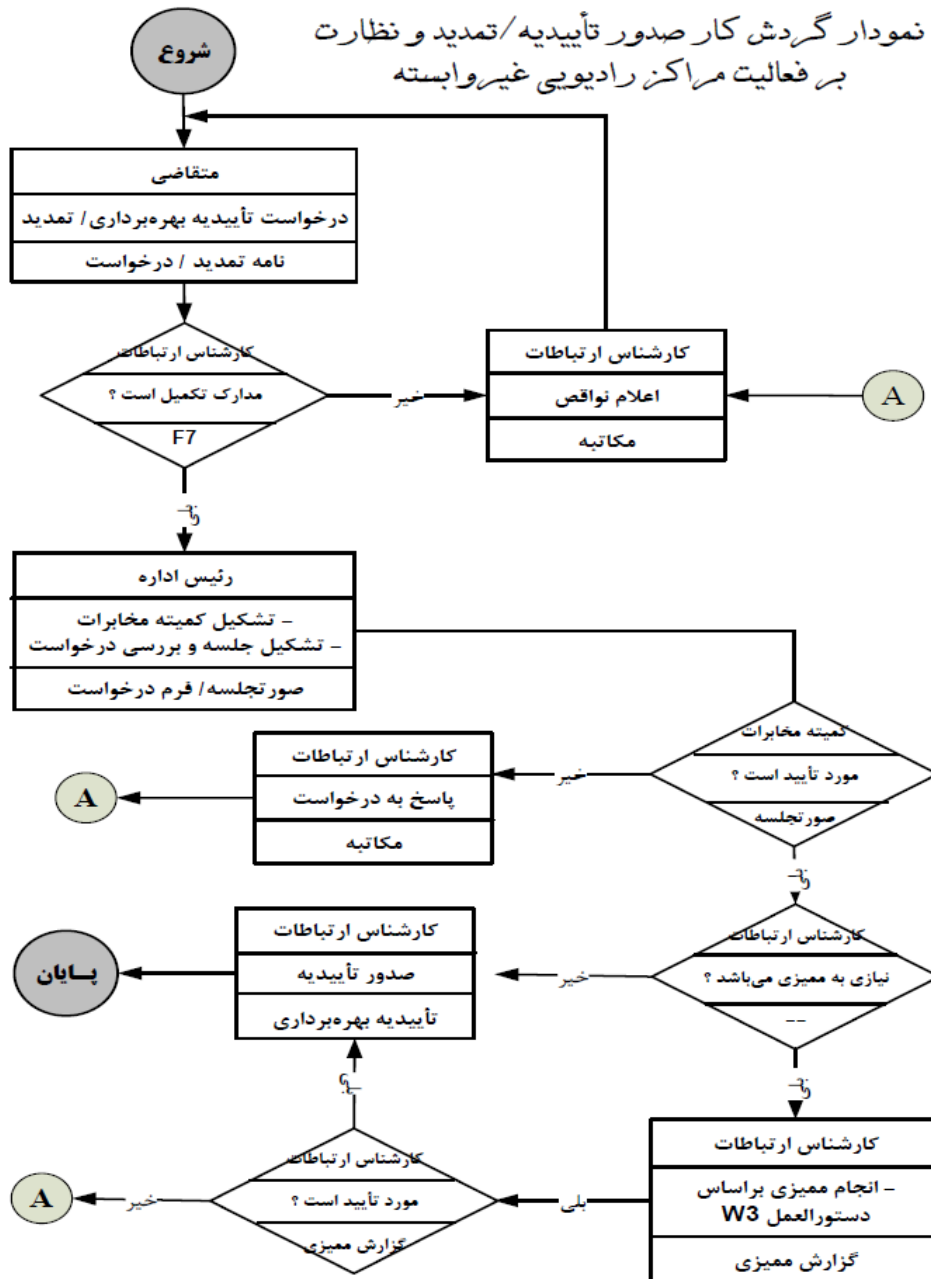 نمودار گردش کار صدور تأییدیه/تمدید و نظارت
بر فعالیت مراکز رادیویی غیروابسته
شروع
متقاضی
درخواست تأییدیه بهره‌برداری/ تمدید
نامه تمدید / درخواست
کارشناس ارتباطات
مدارک تکمیل است ؟
F7
خیر
کارشناس ارتباطات
اعلام نواقص
مکاتبه
A
بلی
رئیس اداره
– تشکیل کمیته مخابرات
– تشکیل جلسه و بررسی درخواست
صورتجلسه/ فرم درخواست
کمیته مخابرات
مورد تأیید است ؟
صورتجلسه
خیر
کارشناس ارتباطات
پاسخ به درخواست
مکاتبه
A
بلی
کارشناس ارتباطات
نیازی به ممیزی می‌باشد ؟
--
خیر
کارشناس ارتباطات
صدور تأییدیه
تأییدیه بهره‌برداری
پـایان
بلی
کارشناس ارتباطات
– انجام ممیزی براساس
دستورالعمل W3
گزارش ممیزی
بلی
کارشناس ارتباطات
مورد تأیید است ؟
گزارش ممیزی
بلی
خیر
A